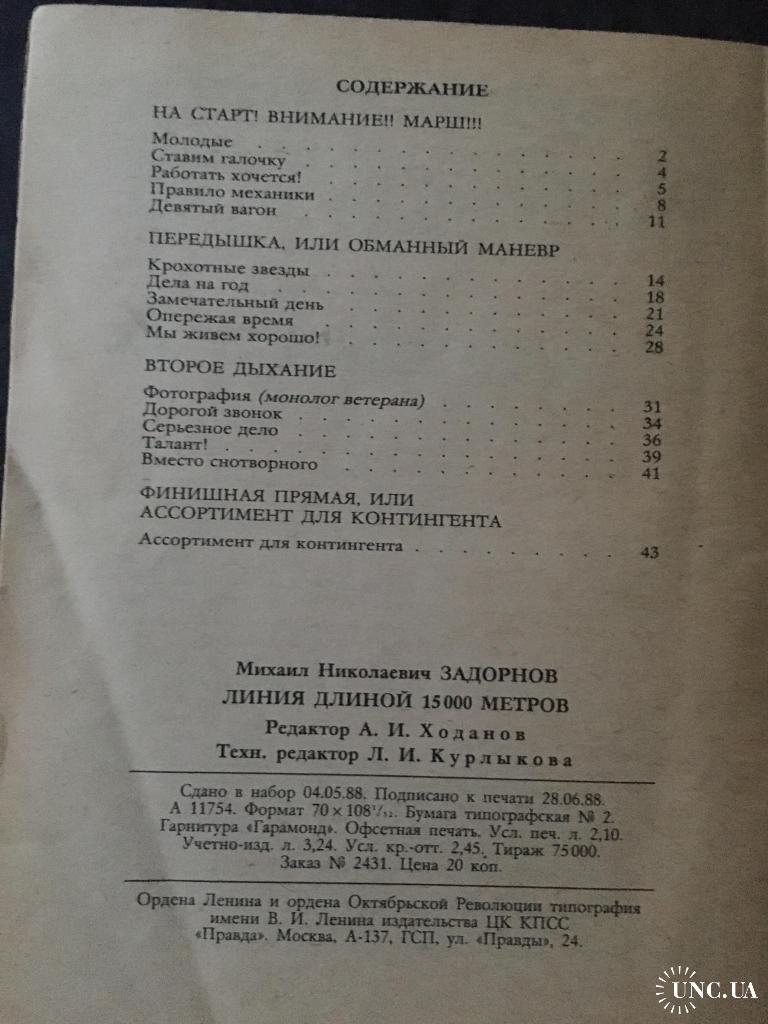 СОДЕРЖАНИЕ
НА СТАРТ! ВНИМАНИЕ!! МАРШ!!!
Молодые . . . . . . . . . . . . . . 2
Ставим галочку . . . . . . . . . . . . 4
Работать хочется! . . . . . . . . . . . 5
Правило механики . . . . . . . . . . . 8
Девятый вагон . . . . . . . . . . . . 11
ПЕРЕДЫШКА, ИЛИ ОБМАННЫЙ МАНЕВР
Крохотные звезды . . . . . . . . . . . 14
Дела на год . . . . . . . . . . . . . 18
Замечательный день . . . . . . . . . . 21
Опережая время . . . . . . . . . . . 24
Мы живем хорошо! . . . . . . . . . . 28
ВТОРОЕ ДЫХАНИЕ
Фотография (монолог ветерана) . . . . . . . 31
Дорогой звонок . . . . . . . . . . . . 34
Серьезное дело . . . . . . . . . . . . 36
Талант! . . . . . . . . . . . . . . 39
Вместо снотворного . . . . . . . . . . 41
ФИНИШНАЯ ПРЯМАЯ, ИЛИ
АССОРТИМЕНТ ДЛЯ КОНТИНГЕНТА
Ассортимент для контингента . . . . . . . . 43
Михаил Николаевич ЗАДОРНОВ
ЛИНИЯ ДЛИНОЙ 15000 МЕТРОВ
Редактор А. И. Ходанов
Техн. редактор Л. И. Курлыкова
Сдано в набор 04.05.88. Подписано к печати 28.06.88.
А 11754. Формат 70×108¹/₃₂. Бумага типографская № 2.
Гарнитура «Гарамонд». Офсетная печать. Усл. печ. л. 2,10.
Учетно-изд. л. 3,24. Усл. кр.-отт. 2,45. Тираж 75000.
Заказ № 2431. Цена 20 коп.
Ордена Ленина и ордена Октябрьской Революции типография
имени В. И. Ленина издательства ЦК КПСС
«Правда». Москва, А-137, ГСП, ул. «Правды», 24.
UNC.UA